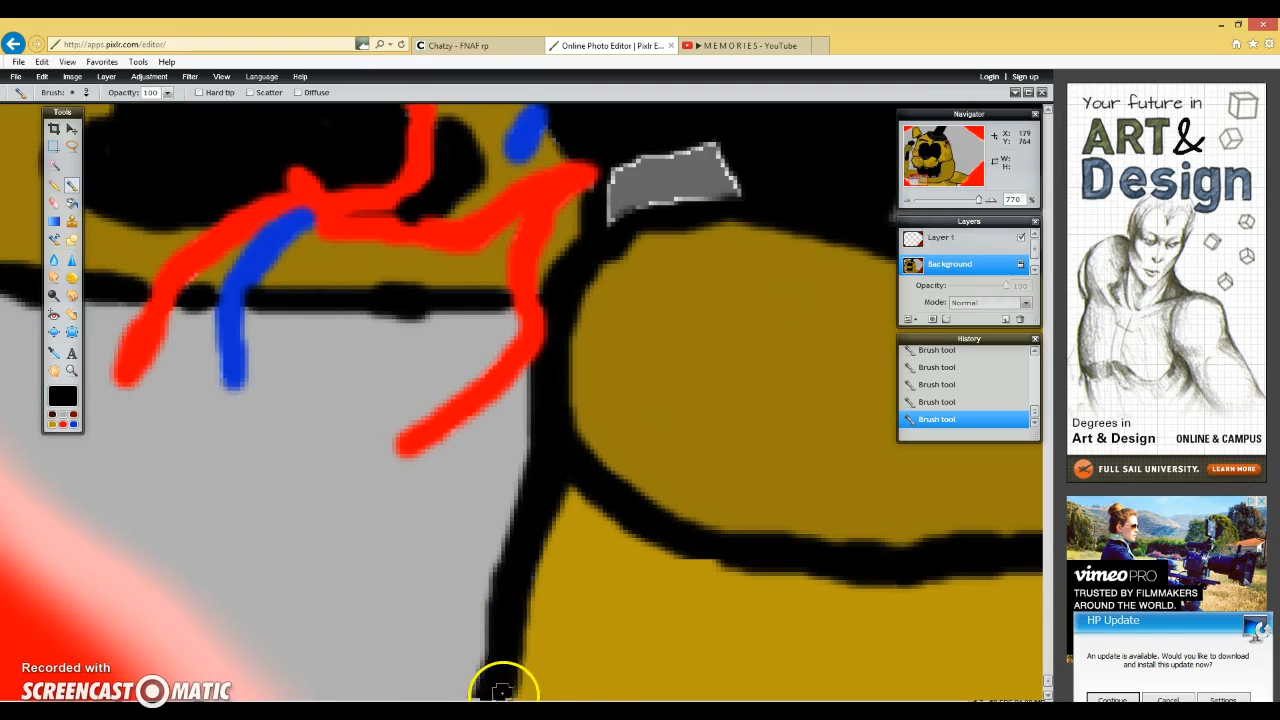 http://apps.pixlr.com/editor/
Chatzy - FNAF rp
Online Photo Editor | Pixlr E...
M E M O R I E S - YouTube
File Edit View Favorites Tools Help
File Edit Image Layer Adjustment Filter View Language Help
Login | Sign up
Brush:
Opacity: 100
Hard tip
Scatter
Diffuse
Tools
Navigator
X: 179
Y: 764
W:
H:
770 %
Layers
Layer 1
Background
Opacity: 100
Mode: Normal
History
Brush tool
Brush tool
Brush tool
Brush tool
Brush tool
Your future in
ART &
Design
Degrees in
Art & Design
ONLINE & CAMPUS
FULL SAIL UNIVERSITY.
LEARN MORE
vimeo PRO
TRUSTED BY FILMMAKERS
AROUND THE WORLD.
HP Update
An update is available. Would you like to download
and install this update now?
Continue
Cancel
Settings
Recorded with
SCREENCAST MATIC